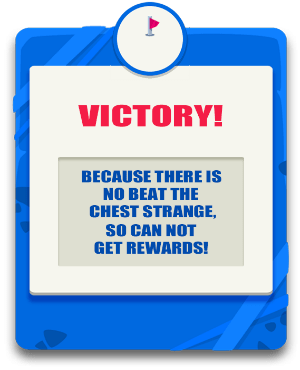 VICTORY!
BECAUSE THERE IS
NO BEAT THE
CHEST STRANGE,
SO CAN NOT
GET REWARDS!